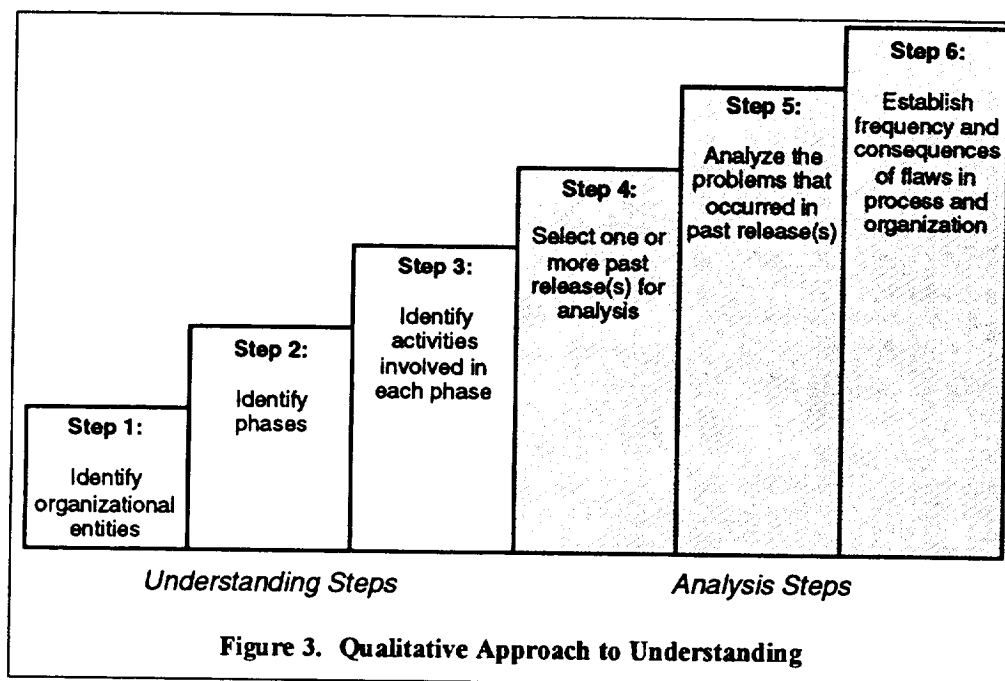 Step 1:
Identify
organizational
entities
Step 2:
Identify
phases
Step 3:
Identify
activities
involved in
each phase
Step 4:
Select one or
more past
release(s) for
analysis
Step 5:
Analyze the
problems that
occurred in
past release(s)
Step 6:
Establish
frequency and
consequences
of flaws in
process and
organization
Understanding Steps
Analysis Steps
Figure 3. Qualitative Approach to Understanding